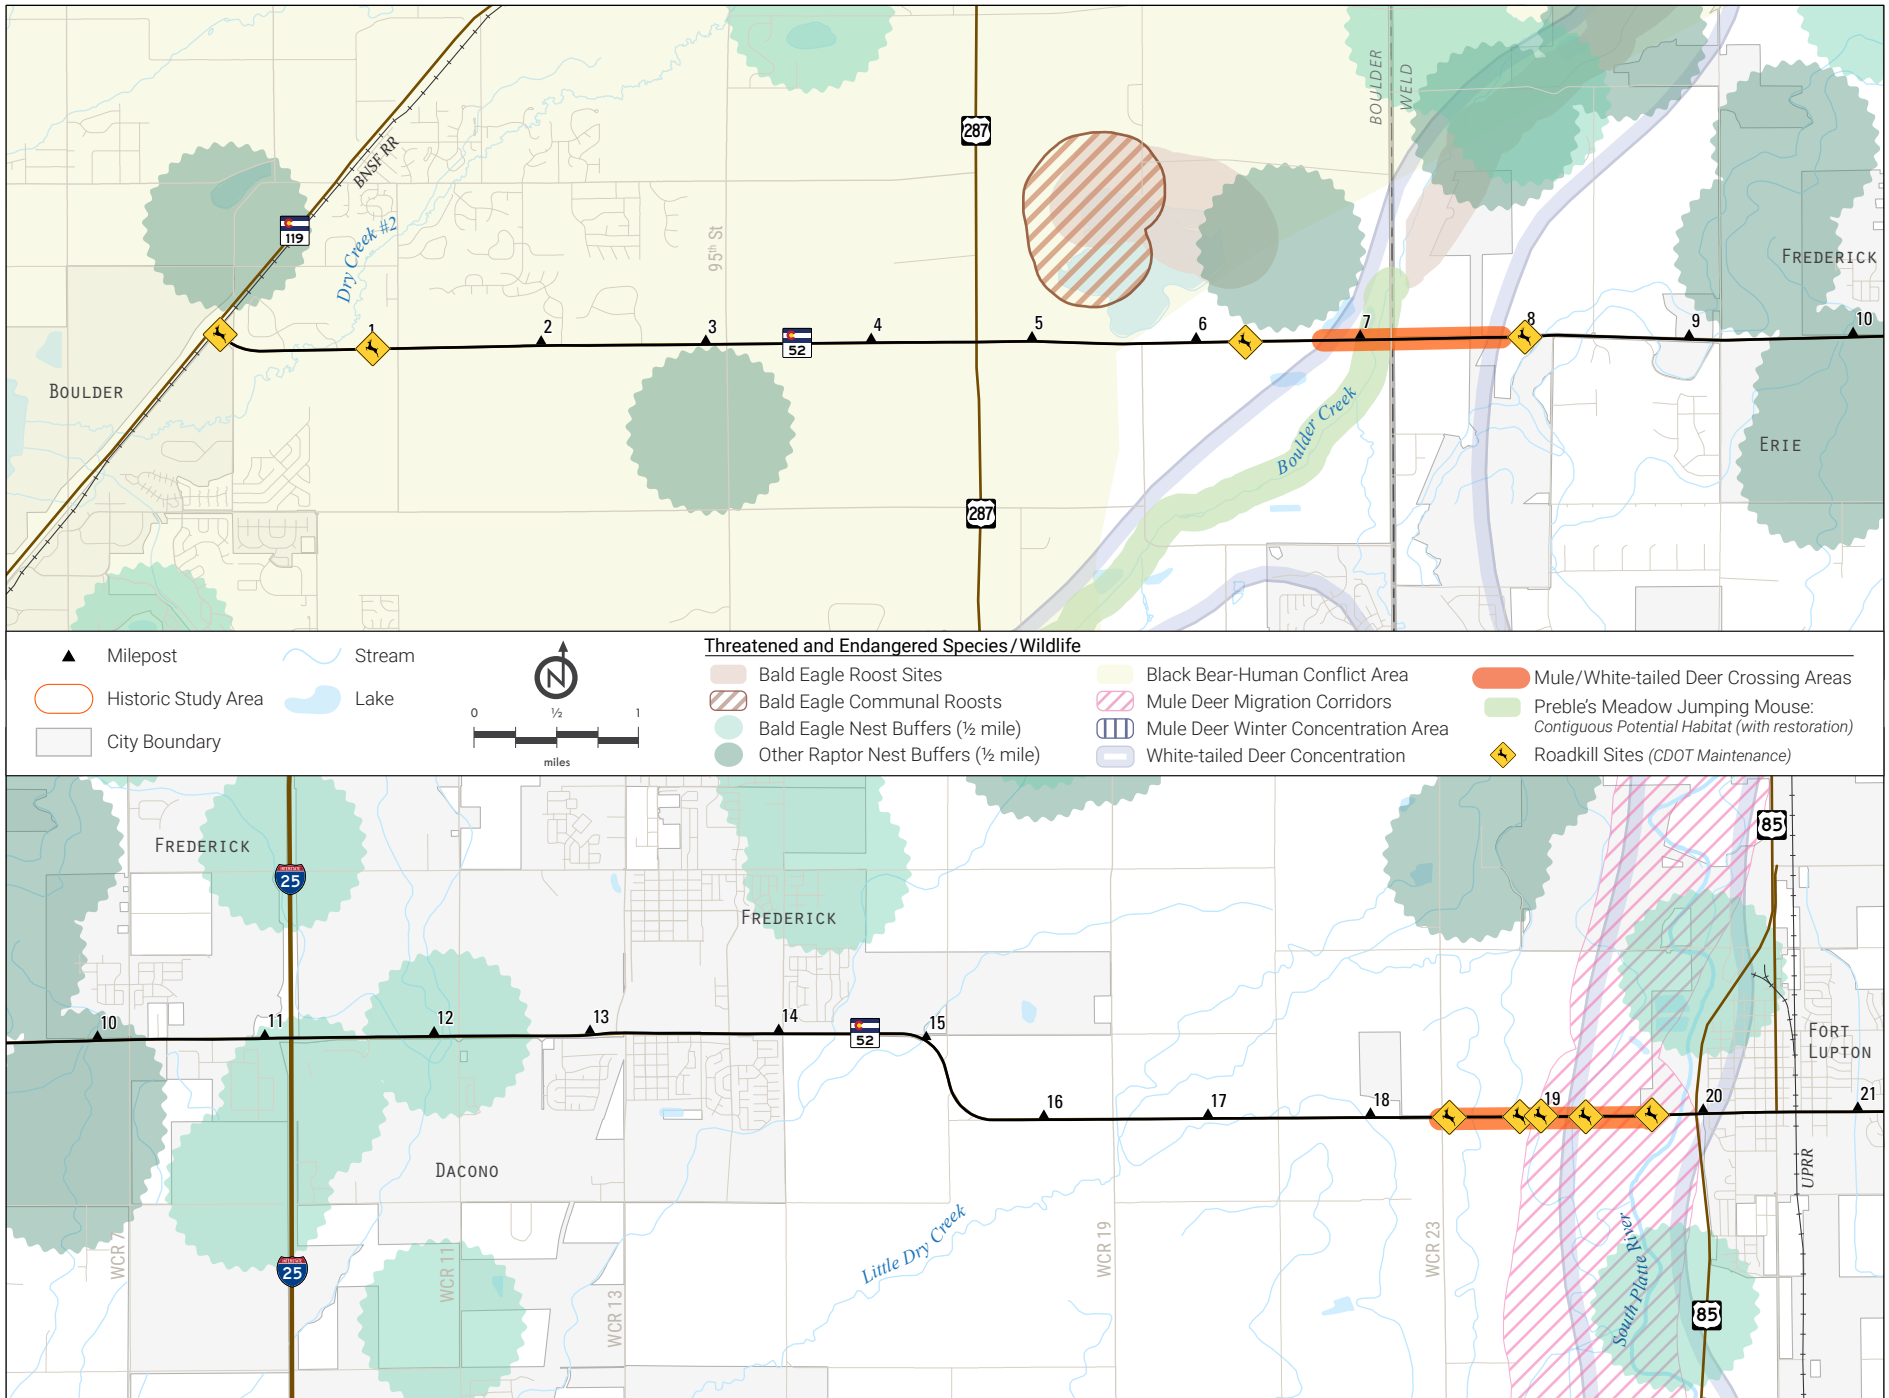 287
BOULDER
WELD
BNSF RR
119
Dry Creek #2
95th St
FREDERICK
1
2
3
52
4
5
6
7
8
9
10
BOULDER
Boulder Creek
ERIE
287
Milepost
Historic Study Area
City Boundary
Stream
Lake
N
0 ½ 1
miles
Threatened and Endangered Species/Wildlife
Bald Eagle Roost Sites
Bald Eagle Communal Roosts
Bald Eagle Nest Buffers (½ mile)
Other Raptor Nest Buffers (½ mile)
Black Bear-Human Conflict Area
Mule Deer Migration Corridors
Mule Deer Winter Concentration Area
White-tailed Deer Concentration
Mule/White-tailed Deer Crossing Areas
Preble's Meadow Jumping Mouse:
Contiguous Potential Habitat (with restoration)
Roadkill Sites (CDOT Maintenance)
85
FREDERICK
INTERSTATE
25
FREDERICK
10
11
12
13
14
52
15
16
17
18
19
20
21
FORT
LUPTON
DACONO
UPRR
Little Dry Creek
South Platte River
WCR 7
WCR 11
WCR 13
WCR 19
WCR 23
INTERSTATE
25
85